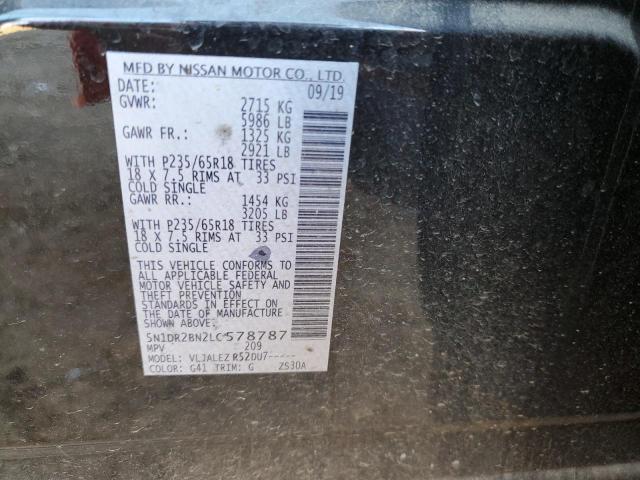 MFD BY NISSAN MOTOR CO., LTD.
DATE: 09/19
GVWR: 2715 KG
5986 LB
GAWR FR.: 1325 KG
2921 LB
WITH P235/65R18 TIRES
18 X 7.5 RIMS AT 33 PSI
COLD SINGLE
GAWR RR.: 1454 KG
3205 LB
WITH P235/65R18 TIRES
18 X 7.5 RIMS AT 33 PSI
COLD SINGLE
THIS VEHICLE CONFORMS TO
ALL APPLICABLE FEDERAL
MOTOR VEHICLE SAFETY AND
THEFT PREVENTION
STANDARDS IN EFFECT ON
THE DATE OF MANUFACTURE
SHOWN ABOVE.
5N1DR2BN2LC578787
MPV 209
MODEL: VLJALEZ R52DU7-----
COLOR: G41 TRIM: G ZS30A